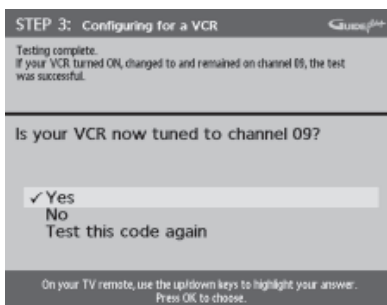 STEP 3: Configuring for a VCR
GUIDE plus+
Testing complete.
If your VCR turned ON, changed to and remained on channel 09, the test
was successful.
Is your VCR now tuned to channel 09?
✓ Yes
No
Test this code again
On your TV remote, use the up/down keys to highlight your answer.
Press OK to choose.